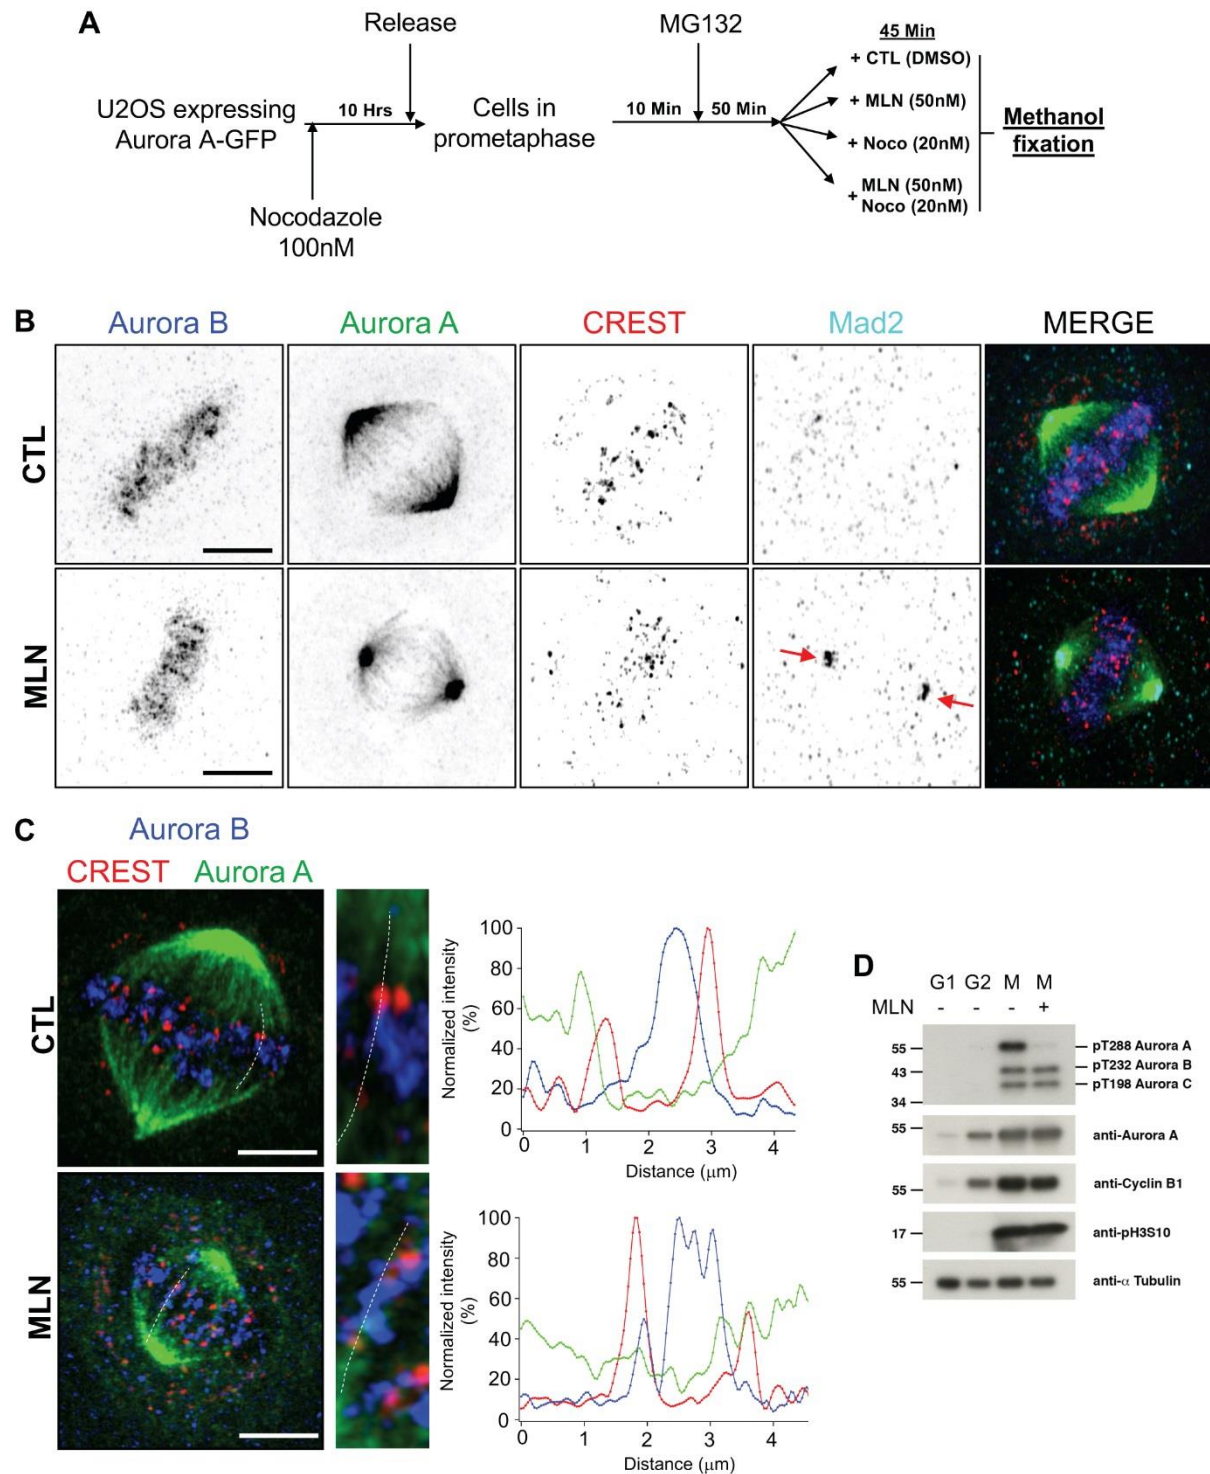 A
Release
MG132
45 Min
+ CTL (DMSO)
U2OS expressing
Aurora A-GFP
10 Hrs
Cells in
prometaphase
10 Min
50 Min
+ MLN (50nM)
+ Noco (20nM)
+ MLN (50nM)
Noco (20nM)
Methanol
fixation
Nocodazole
100nM
B
Aurora B
Aurora A
CREST
Mad2
MERGE
CTL
MLN
C
Aurora B
CREST
Aurora A
CTL
Normalized intensity
(%)
100
80
60
40
20
0
0
1
2
3
4
Distance (μm)
MLN
Normalized intensity
(%)
100
80
60
40
20
0
0
1
2
3
4
Distance (μm)
D
G1 G2 M M
MLN - - - +
55
43
34
pT288 Aurora A
pT232 Aurora B
pT198 Aurora C
55
anti-Aurora A
55
anti-Cyclin B1
17
anti-pH3S10
55
anti-α Tubulin